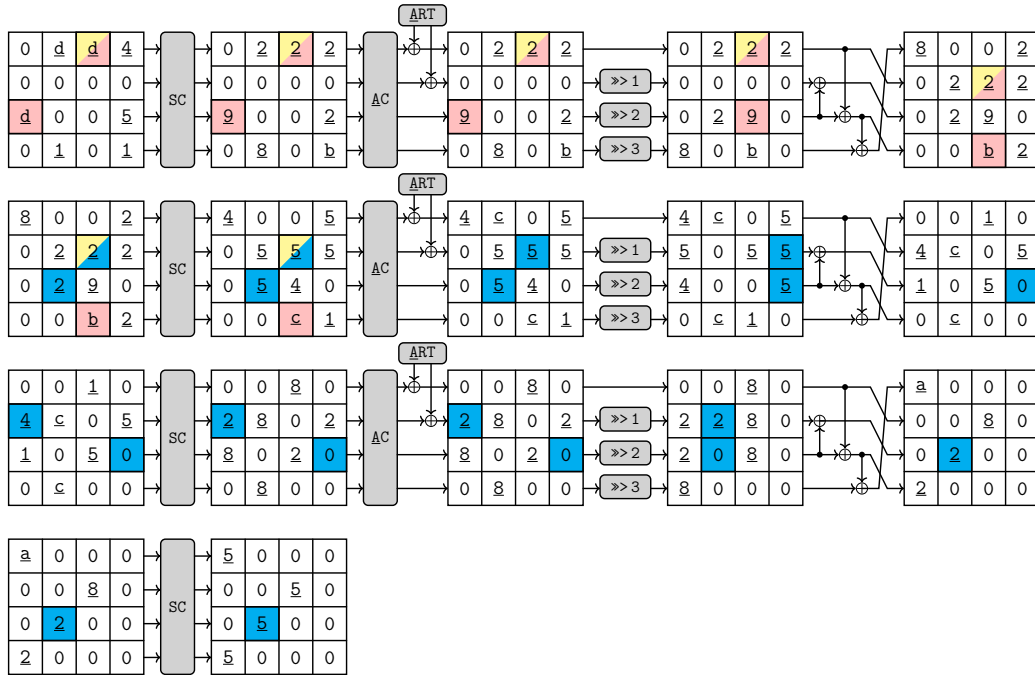 ART
0 d d 4 0 2 2 2 0 2 2 2 0 2 2 2 8 0 0 2
0 0 0 0 0 0 0 0 0 0 0 0 ⋙ 1 0 0 0 0 0 2 2 2
SC AC
d 0 0 5 9 0 0 2 9 0 0 2 ⋙ 2 0 2 9 0 0 2 9 0
0 1 0 1 0 8 0 b 0 8 0 b ⋙ 3 8 0 b 0 0 0 b 2
ART
8 0 0 2 4 0 0 5 4 c 0 5 4 c 0 5 0 0 1 0
0 2 2 2 0 5 5 5 0 5 5 5 ⋙ 1 5 0 5 5 4 c 0 5
SC AC
0 2 9 0 0 5 4 0 0 5 4 0 ⋙ 2 4 0 0 5 1 0 5 0
0 0 b 2 0 0 c 1 0 0 c 1 ⋙ 3 0 c 1 0 0 c 0 0
ART
0 0 1 0 0 0 8 0 0 0 8 0 0 0 8 0 a 0 0 0
4 c 0 5 2 8 0 2 2 8 0 2 ⋙ 1 2 2 8 0 0 0 8 0
SC AC
1 0 5 0 8 0 2 0 8 0 2 0 ⋙ 2 2 0 8 0 0 2 0 0
0 c 0 0 0 8 0 0 0 8 0 0 ⋙ 3 8 0 0 0 2 0 0 0
a 0 0 0 5 0 0 0
0 0 8 0 0 0 5 0
SC
0 2 0 0 0 5 0 0
2 0 0 0 5 0 0 0